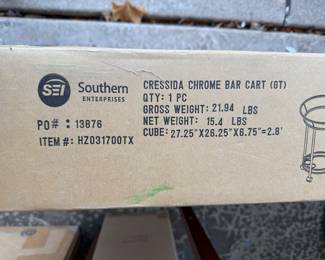 SEI Southern
ENTERPRISES
PO# : 13876
ITEM #: HZ031700TX
CRESSIDA CHROME BAR CART (GT)
QTY: 1 PC
GROSS WEIGHT: 21.94 LBS
NET WEIGHT: 15.4 LBS
CUBE: 27.25"X26.25"X6.75"=2.8'